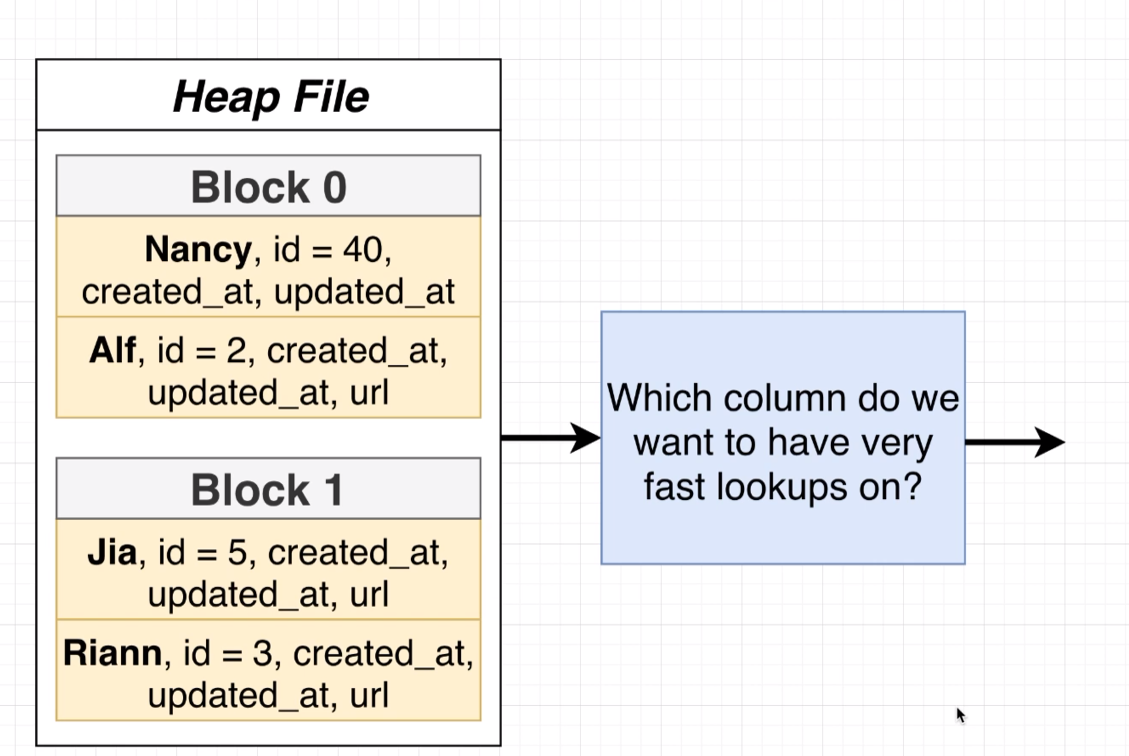 Heap File
Block 0
Nancy, id = 40,
created_at, updated_at
Alf, id = 2, created_at,
updated_at, url
Block 1
Jia, id = 5, created_at,
updated_at, url
Riann, id = 3, created_at,
updated_at, url
Which column do we
want to have very
fast lookups on?